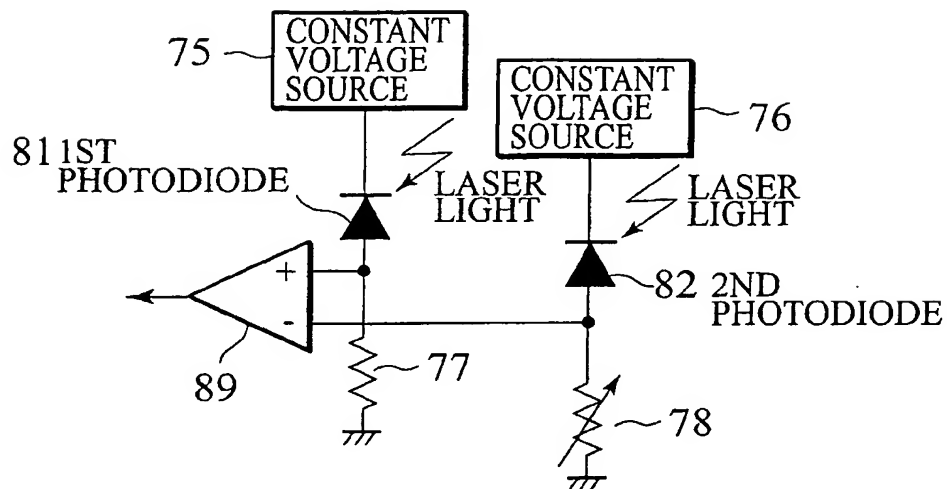 CONSTANT
VOLTAGE
SOURCE
75
CONSTANT
VOLTAGE
SOURCE
76
81 1ST
PHOTODIODE
LASER
LIGHT
LASER
LIGHT
+
-
82 2ND
PHOTODIODE
89
77
78